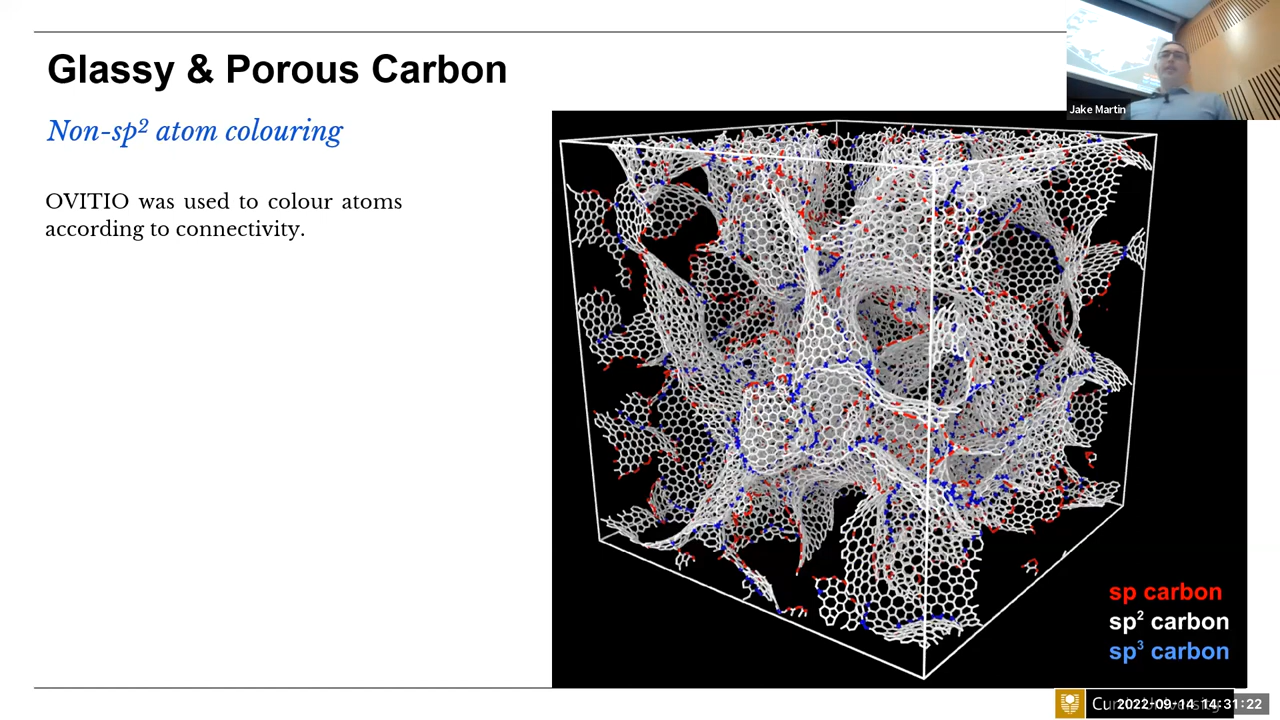 Glassy & Porous Carbon
Jake Martin
Non-sp² atom colouring
OVITIO was used to colour atoms
according to connectivity.
sp carbon
sp² carbon
sp³ carbon
2022-09-14 14:31:22